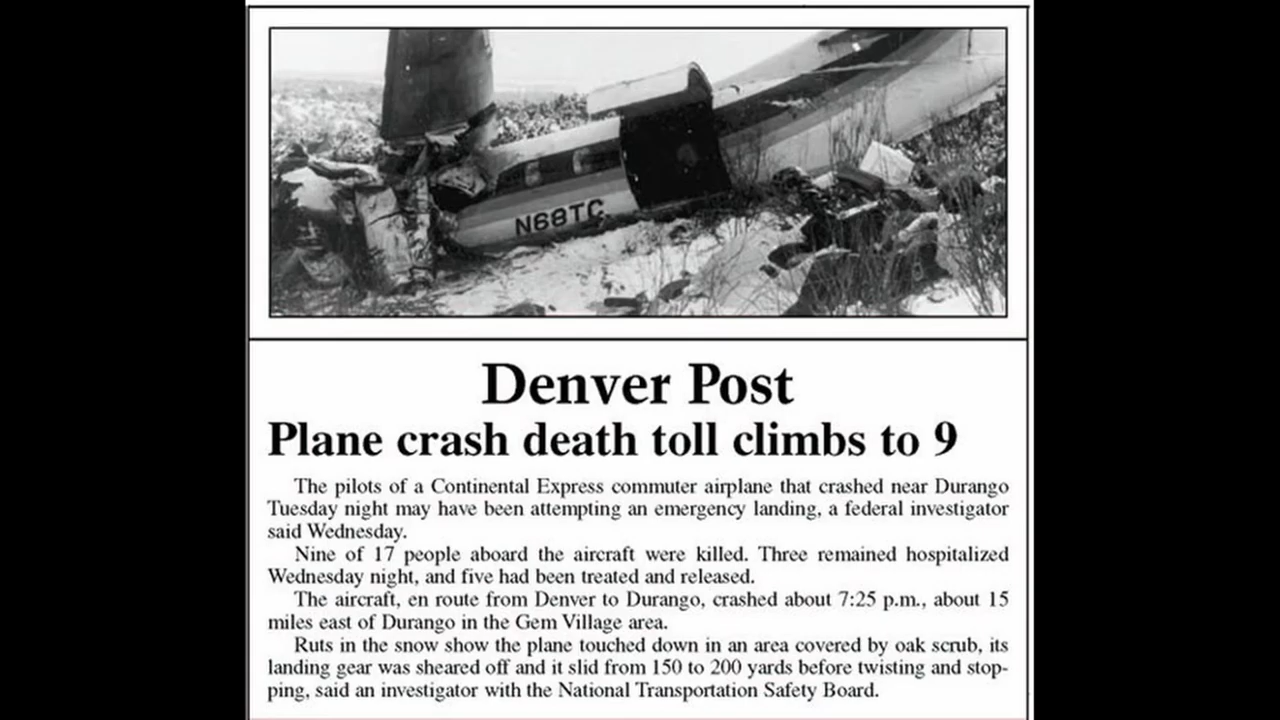 N68TC
Denver Post
Plane crash death toll climbs to 9
The pilots of a Continental Express commuter airplane that crashed near Durango
Tuesday night may have been attempting an emergency landing, a federal investigator
said Wednesday.
Nine of 17 people aboard the aircraft were killed. Three remained hospitalized
Wednesday night, and five had been treated and released.
The aircraft, en route from Denver to Durango, crashed about 7:25 p.m., about 15
miles east of Durango in the Gem Village area.
Ruts in the snow show the plane touched down in an area covered by oak scrub, its
landing gear was sheared off and it slid from 150 to 200 yards before twisting and stop-
ping, said an investigator with the National Transportation Safety Board.